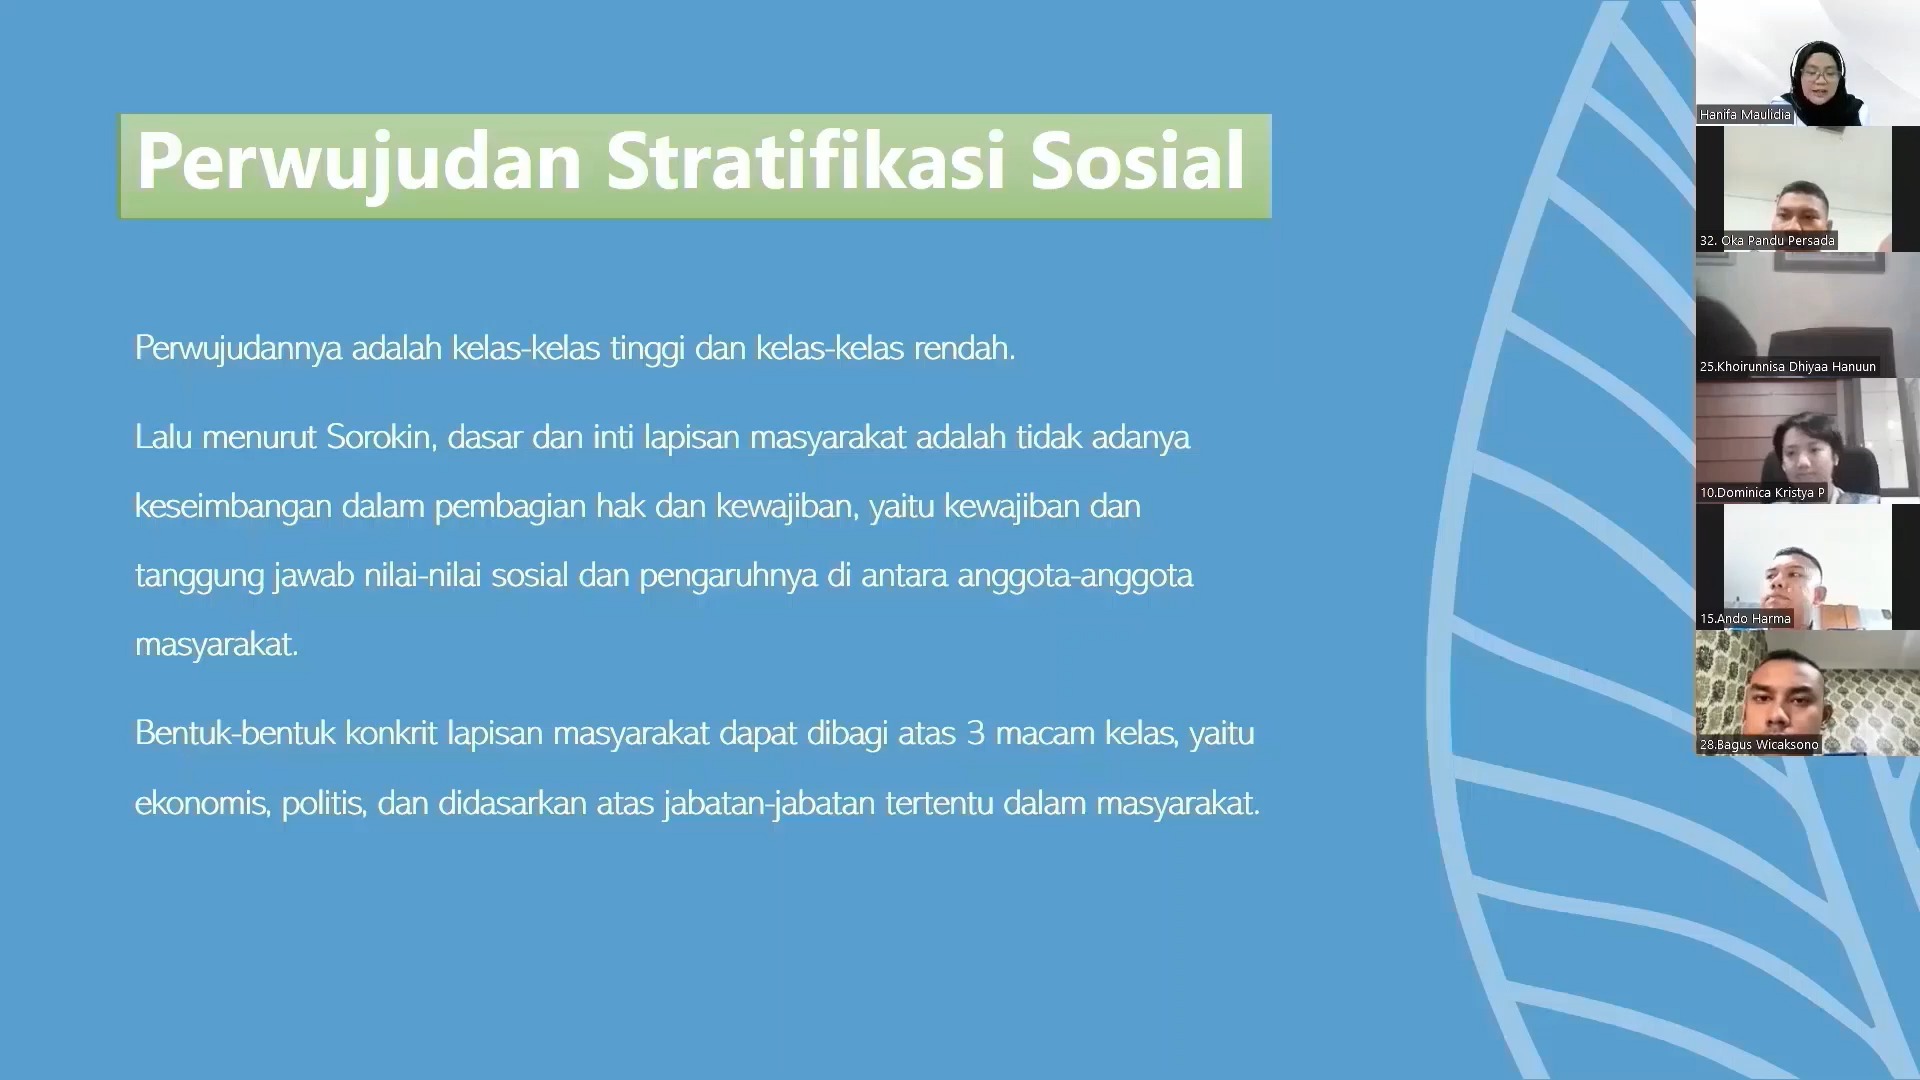 Perwujudan Stratifikasi Sosial
Perwujudannya adalah kelas-kelas tinggi dan kelas-kelas rendah.
Lalu menurut Sorokin, dasar dan inti lapisan masyarakat adalah tidak adanya
keseimbangan dalam pembagian hak dan kewajiban, yaitu kewajiban dan
tanggung jawab nilai-nilai sosial dan pengaruhnya di antara anggota-anggota
masyarakat.
Bentuk-bentuk konkrit lapisan masyarakat dapat dibagi atas 3 macam kelas, yaitu
ekonomis, politis, dan didasarkan atas jabatan-jabatan tertentu dalam masyarakat.
Hanifa Maulidia
32. Oka Pandu Persada
25.Khoirunnisa Dhiyaa Hanuun
10.Dominica Kristya P
15.Ando Harma
28.Bagus Wicaksono